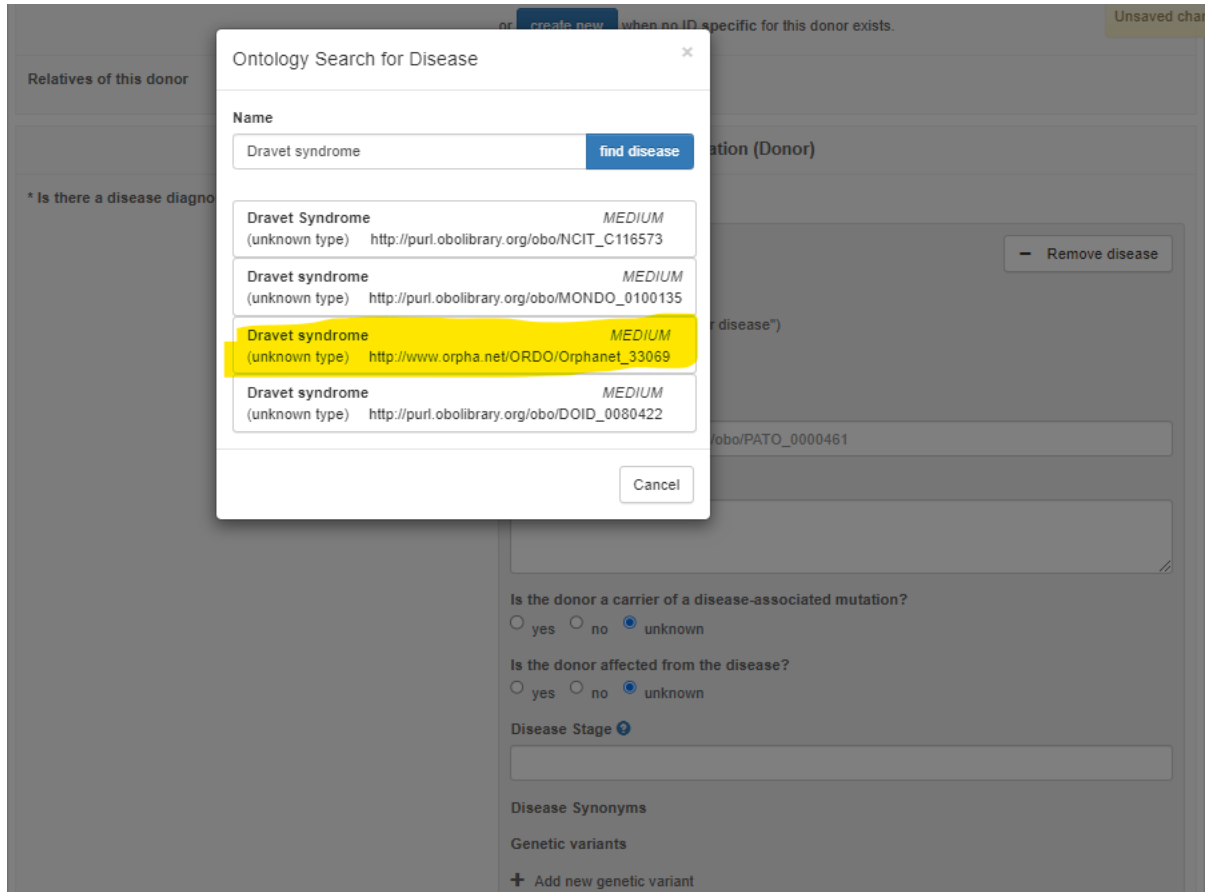 or create new when no ID specific for this donor exists.
Unsaved char
Ontology Search for Disease ×
Relatives of this donor
Name
Dravet syndrome find disease
ation (Donor)
* Is there a disease diagno
Dravet Syndrome MEDIUM
(unknown type) http://purl.obolibrary.org/obo/NCIT_C116573
− Remove disease
Dravet syndrome MEDIUM
(unknown type) http://purl.obolibrary.org/obo/MONDO_0100135
r disease")
Dravet syndrome MEDIUM
(unknown type) http://www.orpha.net/ORDO/Orphanet_33069
Dravet syndrome MEDIUM
(unknown type) http://purl.obolibrary.org/obo/DOID_0080422
/obo/PATO_0000461
Cancel
Is the donor a carrier of a disease-associated mutation?
yes no unknown
Is the donor affected from the disease?
yes no unknown
Disease Stage ?
Disease Synonyms
Genetic variants
+ Add new genetic variant